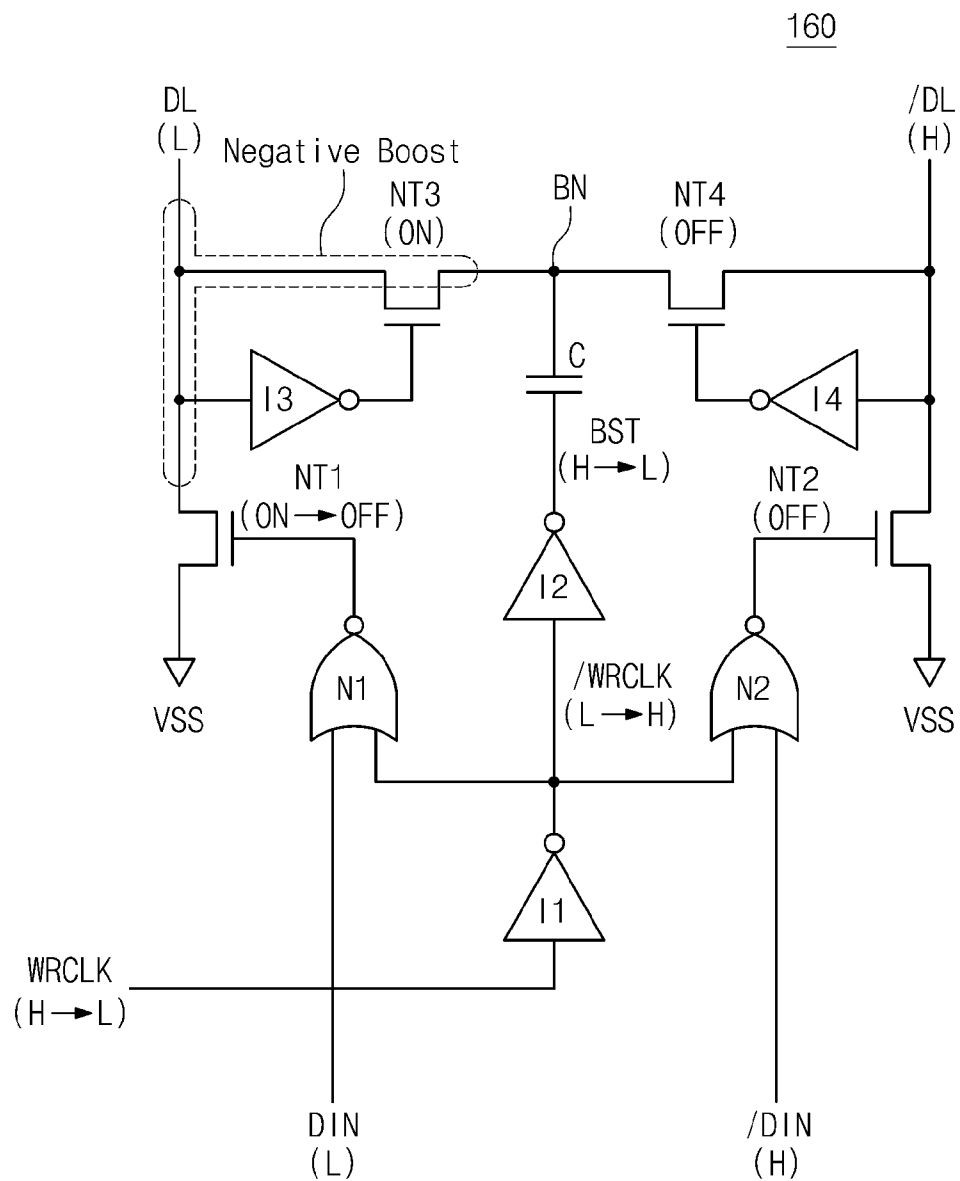 160
DL
(L)
/DL
(H)
Negative Boost
NT3
(ON)
BN
NT4
(OFF)
C
I3
I4
BST
(H→L)
NT1
(ON→OFF)
NT2
(OFF)
I2
/WRCLK
(L→H)
N1
N2
VSS
VSS
I1
WRCLK
(H→L)
DIN
(L)
/DIN
(H)